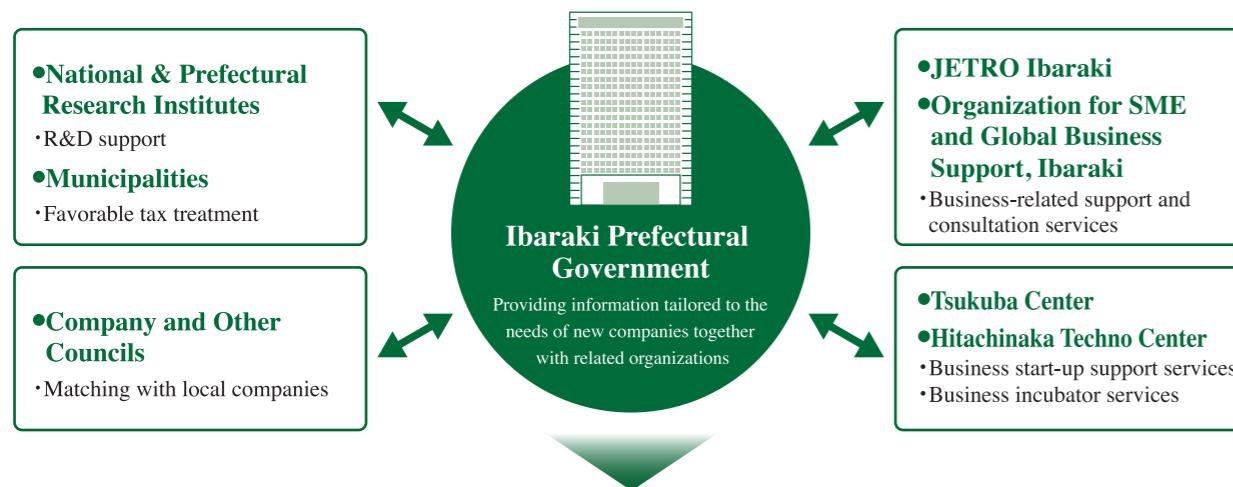 •National & Prefectural
Research Institutes
・R&D support
•Municipalities
・Favorable tax treatment
•Company and Other
Councils
・Matching with local companies
Ibaraki Prefectural
Government
Providing information tailored to the
needs of new companies together
with related organizations
•JETRO Ibaraki
•Organization for SME
and Global Business
Support, Ibaraki
・Business-related support and
consultation services
•Tsukuba Center
•Hitachinaka Techno Center
・Business start-up support services
・Business incubator services